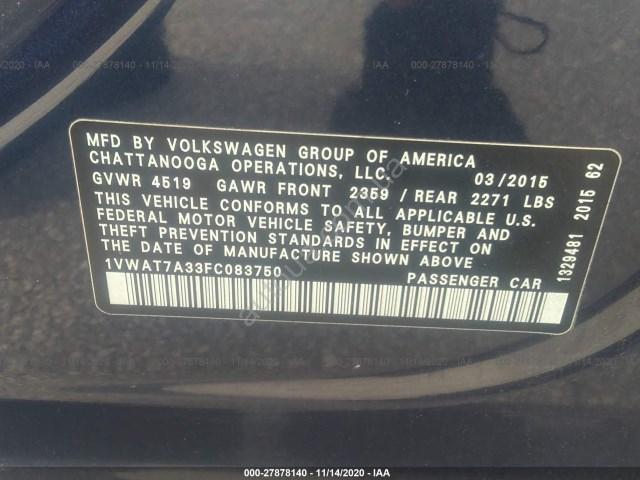 MFD BY VOLKSWAGEN GROUP OF AMERICA
CHATTANOOGA OPERATIONS, LLC. 03/2015
GVWR 4519 GAWR FRONT 2359 / REAR 2271 LBS
THIS VEHICLE CONFORMS TO ALL APPLICABLE U.S.
FEDERAL MOTOR VEHICLE SAFETY, BUMPER AND
THEFT PREVENTION STANDARDS IN EFFECT ON
THE DATE OF MANUFACTURE SHOWN ABOVE.
1VWAT7A33FC083750 PASSENGER CAR
1329481 2015 62
000-27878140 - 11/14/2020 - IAA